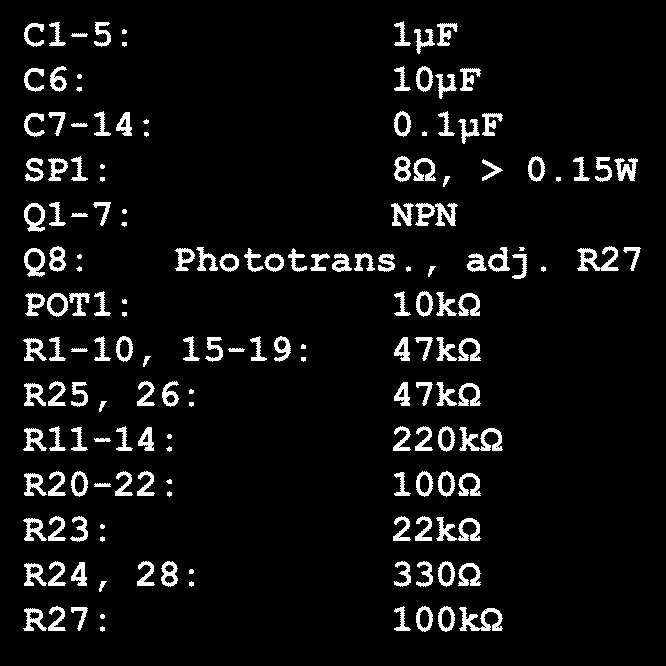 C1-5: 1µF
C6: 10µF
C7-14: 0.1µF
SP1: 8Ω, > 0.15W
Q1-7: NPN
Q8: Phototrans., adj. R27
POT1: 10kΩ
R1-10, 15-19: 47kΩ
R25, 26: 47kΩ
R11-14: 220kΩ
R20-22: 100Ω
R23: 22kΩ
R24, 28: 330Ω
R27: 100kΩ